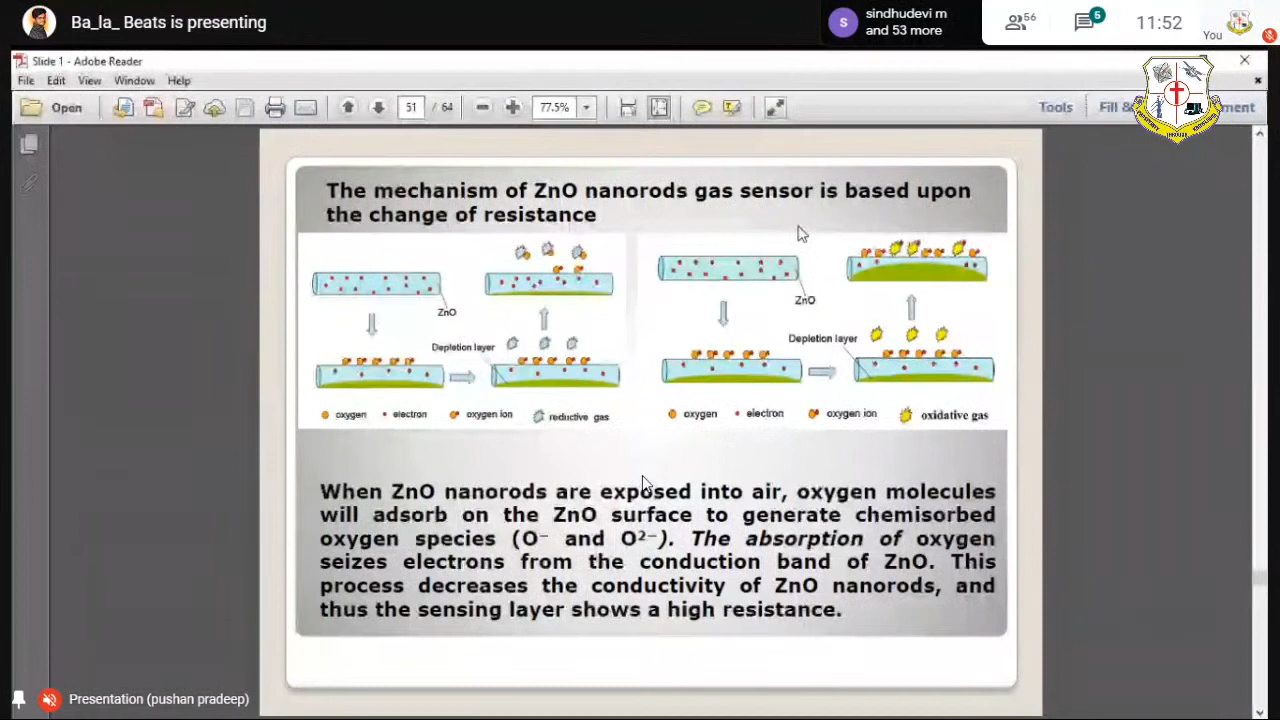 Ba_la_ Beats is presenting
S
sindhudevi m
and 53 more
56
5
11:52
You
Slide 1 - Adobe Reader
File Edit View Window Help
Open
51 / 64
77.5%
Tools
Fill &
ment
The mechanism of ZnO nanorods gas sensor is based upon
the change of resistance
ZnO
Depletion layer
oxygen electron oxygen ion reductive gas
ZnO
Depletion layer
oxygen electron oxygen ion oxidative gas
When ZnO nanorods are exposed into air, oxygen molecules
will adsorb on the ZnO surface to generate chemisorbed
oxygen species (O⁻ and O²⁻). The absorption of oxygen
seizes electrons from the conduction band of ZnO. This
process decreases the conductivity of ZnO nanorods, and
thus the sensing layer shows a high resistance.
Presentation (pushan pradeep)